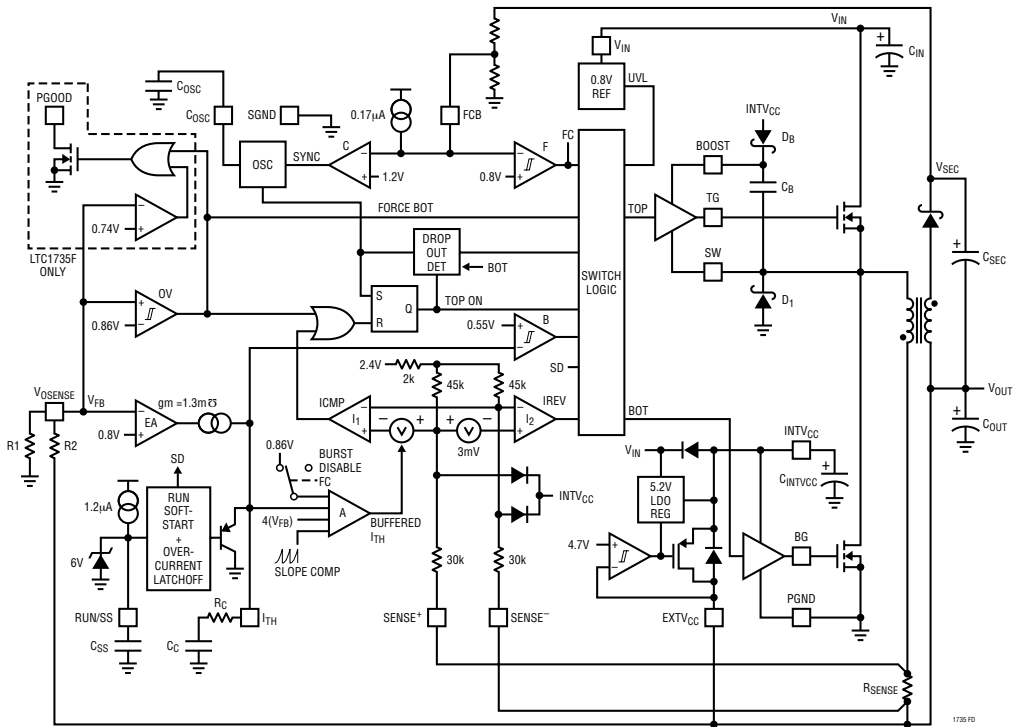 VIN
+
CIN
VIN
0.8V
REF
UVL
COSC
COSC
SGND
0.17µA
FCB
PGOOD
OSC
SYNC
C
–
+
1.2V
–
F
+
0.8V
FC
INTVCC
DB
BOOST
CB
TG
TOP
SW
D1
VSEC
+
CSEC
–
+
0.74V
LTC1735F
ONLY
FORCE BOT
DROP
OUT
DET
BOT
SWITCH
LOGIC
OV
+
–
0.86V
S
R
Q
TOP ON
0.55V
+
–
B
2.4V
2k
45k
45k
SD
VOSENSE
VFB
gm =1.3m℧
–
EA
+
0.8V
R1
R2
ICMP
–
I1
+
–
+
V
+
–
V
3mV
IREV
–
I2
+
BOT
VOUT
+
COUT
VIN
INTVCC
+
CINTVCC
5.2V
LDO
REG
0.86V
BURST
DISABLE
FC
INTVCC
SD
1.2µA
RUN
SOFT-
START
+
OVER-
CURRENT
LATCHOFF
6V
4(VFB)
A
BUFFERED
ITH
SLOPE COMP
30k
30k
4.7V
+
–
BG
PGND
RUN/SS
CSS
RC
CC
ITH
SENSE+
SENSE–
EXTVCC
RSENSE
1735 FD